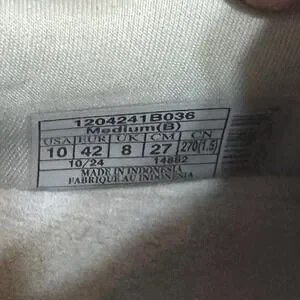 1204241B036
Medium(B)
USA EUR UK CM CN
10 42 8 27 270(1.5)
10/24 14882
MADE IN INDONESIA
FABRIQUE AU INDONESIA